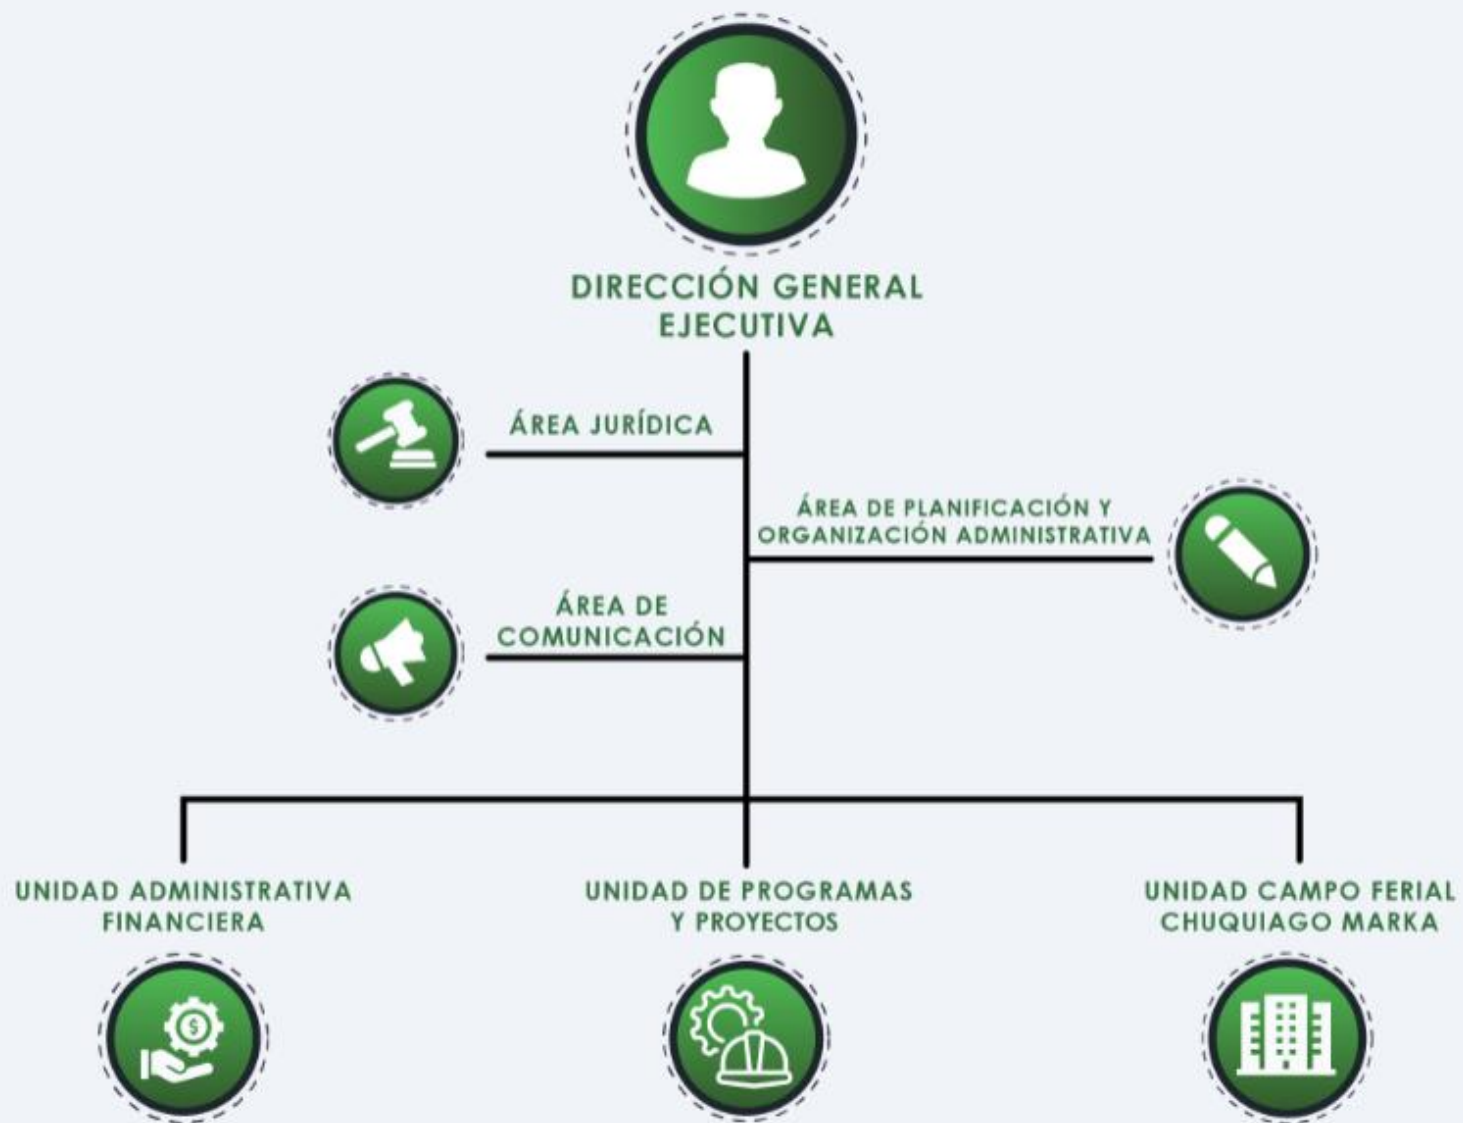 DIRECCIÓN GENERAL
EJECUTIVA
ÁREA JURÍDICA
ÁREA DE PLANIFICACIÓN Y
ORGANIZACIÓN ADMINISTRATIVA
ÁREA DE
COMUNICACIÓN
UNIDAD ADMINISTRATIVA
FINANCIERA
UNIDAD DE PROGRAMAS
Y PROYECTOS
UNIDAD CAMPO FERIAL
CHUQUIAGO MARKA
$